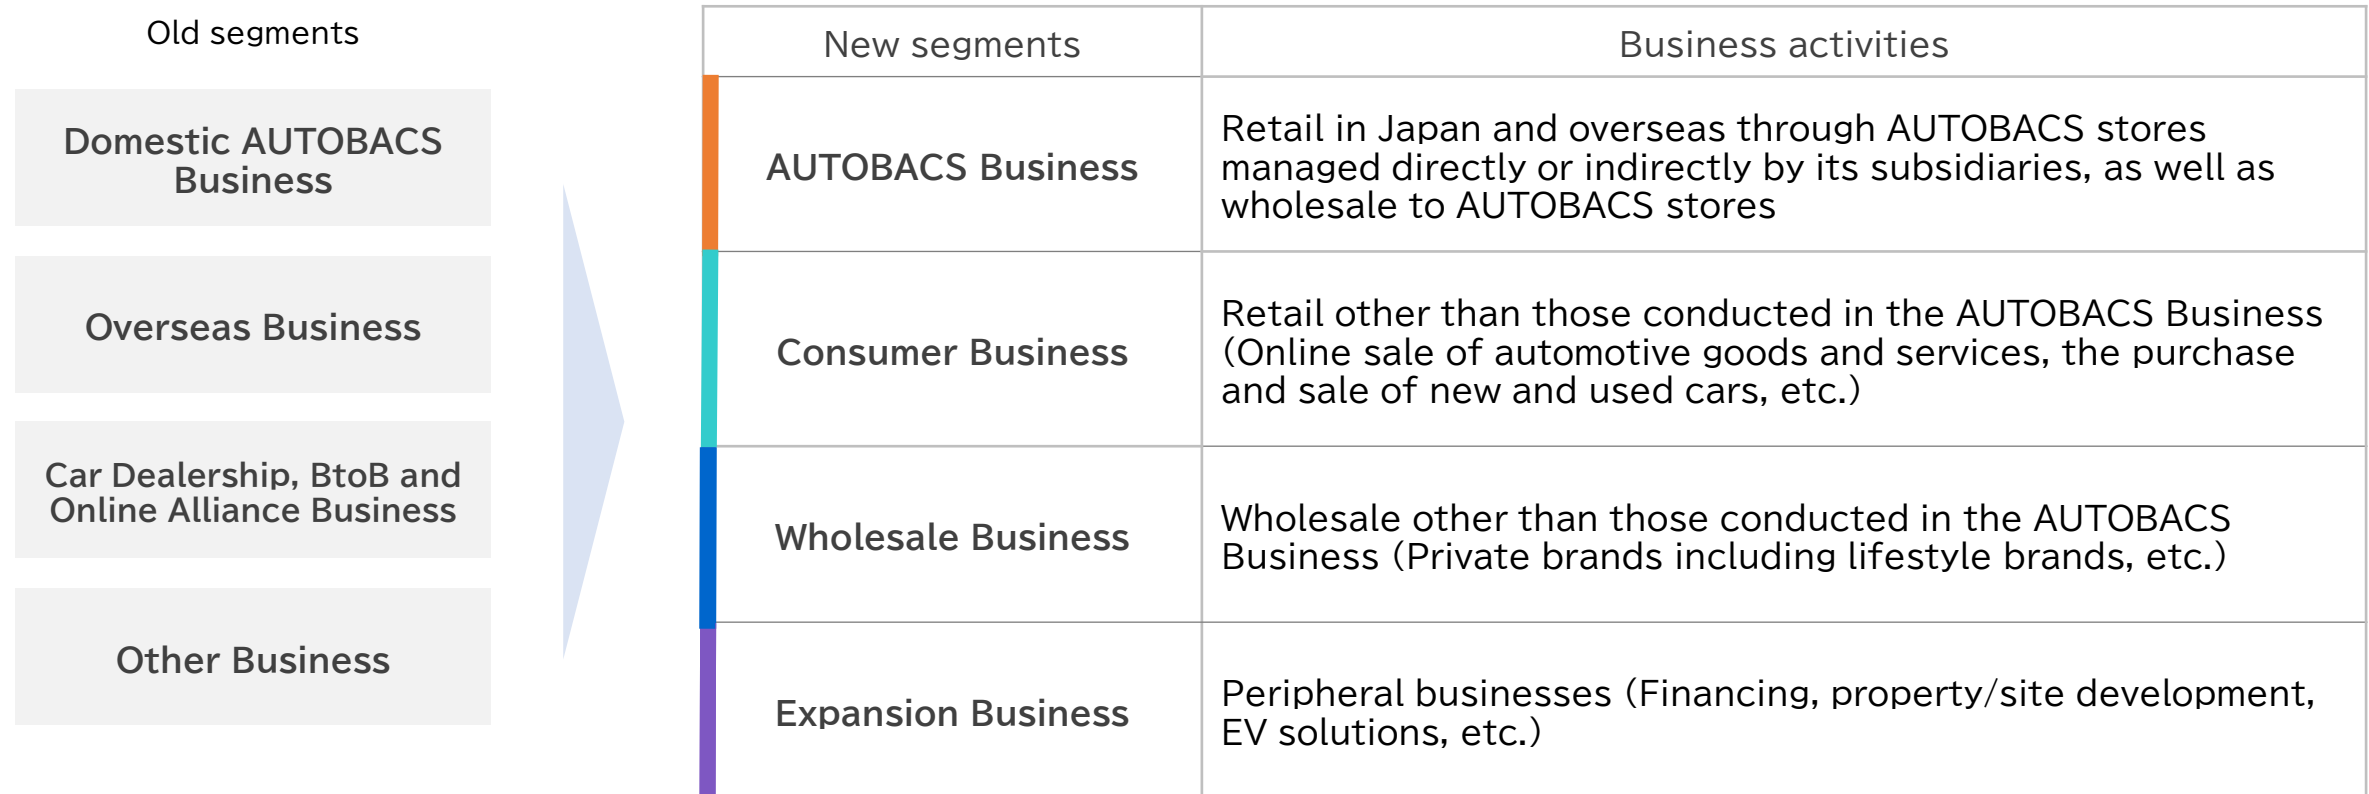 Old segments
Domestic AUTOBACS
Business
Overseas Business
Car Dealership, BtoB and
Online Alliance Business
Other Business
New segments
Business activities
AUTOBACS Business
Retail in Japan and overseas through AUTOBACS stores
managed directly or indirectly by its subsidiaries, as well as
wholesale to AUTOBACS stores
Consumer Business
Retail other than those conducted in the AUTOBACS Business
(Online sale of automotive goods and services, the purchase
and sale of new and used cars, etc.)
Wholesale Business
Wholesale other than those conducted in the AUTOBACS
Business (Private brands including lifestyle brands, etc.)
Expansion Business
Peripheral businesses (Financing, property/site development,
EV solutions, etc.)